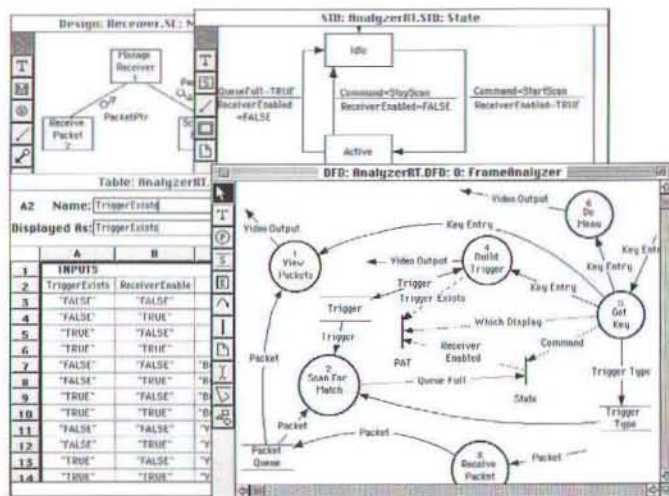 Design: Receiver.SC: M
Manage
Receiver
1
PacketPtr
Receive
Packet
2
STD: AnalyzerRT.STD: State
Idle
QueueFull=TRUE
ReceiverEnabled
=FALSE
Command=StopScan
ReceiverEnabled=FALSE
Command=StartScan
ReceiverEnabled=TRUE
Active
Table: AnalyzerRT.
A2 Name: TriggerExists
Displayed As: TriggerExists
A B
1 INPUTS
2 TriggerExists ReceiverEnable
3 "FALSE" "FALSE"
4 "FALSE" "TRUE"
5 "TRUE" "FALSE"
6 "TRUE" "TRUE"
7 "FALSE" "FALSE"
8 "FALSE" "TRUE"
9 "TRUE" "FALSE"
10 "TRUE" "FALSE"
11 "FALSE" "FALSE"
12 "FALSE" "TRUE"
13 "TRUE" "FALSE"
14 "TRUE" "TRUE"
DFD: AnalyzerRT.DFD: 0: FrameAnalyzer
Video Output
6
Do
Menu
Key Entry
Key Entry
Key Entry
Video Output
1
View
Packets
Video Output
4
Build
Trigger
Key Entry
5
Get
Key
Trigger
Trigger
Trigger
Trigger Exists
Which Display
Receiver
Enabled
PAT
Command
Packet
2
Scan For
Match
Queue Full
State
Trigger Type
Trigger
Type
Packet
Packet
Queue
Packet
Packet
3
Receive
Packet